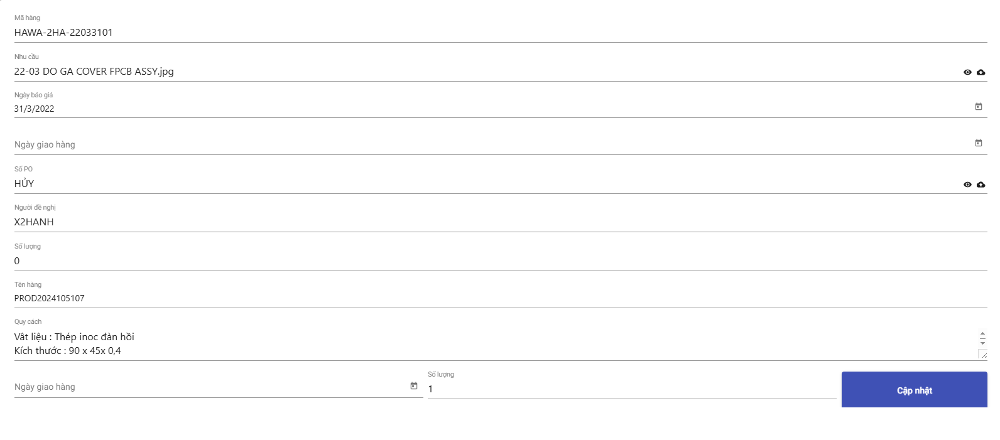 Mã hàng
HAWA-2HA-22033101
Nhu cầu
22-03 DO GA COVER FPCB ASSY.jpg
Ngày báo giá
31/3/2022
Ngày giao hàng
Số PO
HỦY
Người đề nghị
X2HANH
Số lượng
0
Tên hàng
PROD2024105107
Quy cách
Vât liệu : Thép inoc đàn hồi
Kích thước : 90 x 45x 0,4
Ngày giao hàng
Số lượng
1
Cập nhật